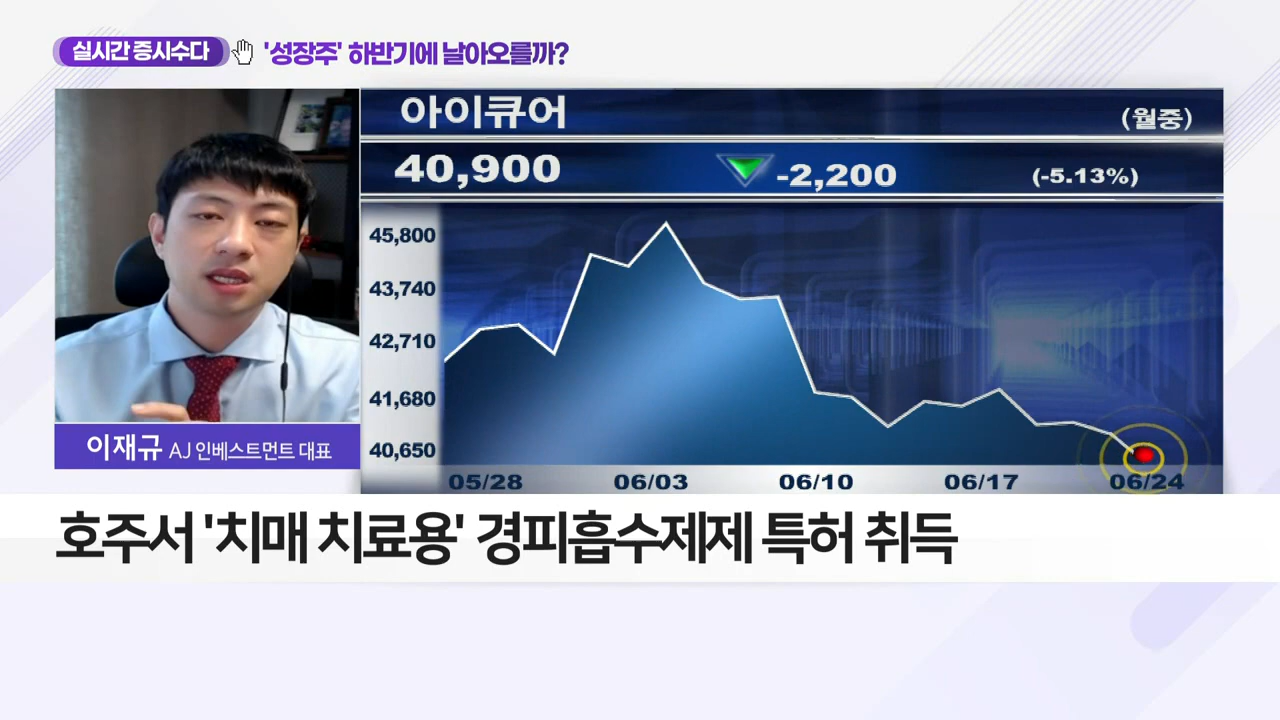 실시간 증시수다 '성장주' 하반기에 날아오를까?
아이큐어 (월중)
40,900 -2,200 (-5.13%)
45,800
43,740
42,710
41,680
40,650
05/28 06/03 06/10 06/17 06/24
이재규 AJ 인베스트먼트 대표
호주서 '치매 치료용' 경피흡수제제 특허 취득